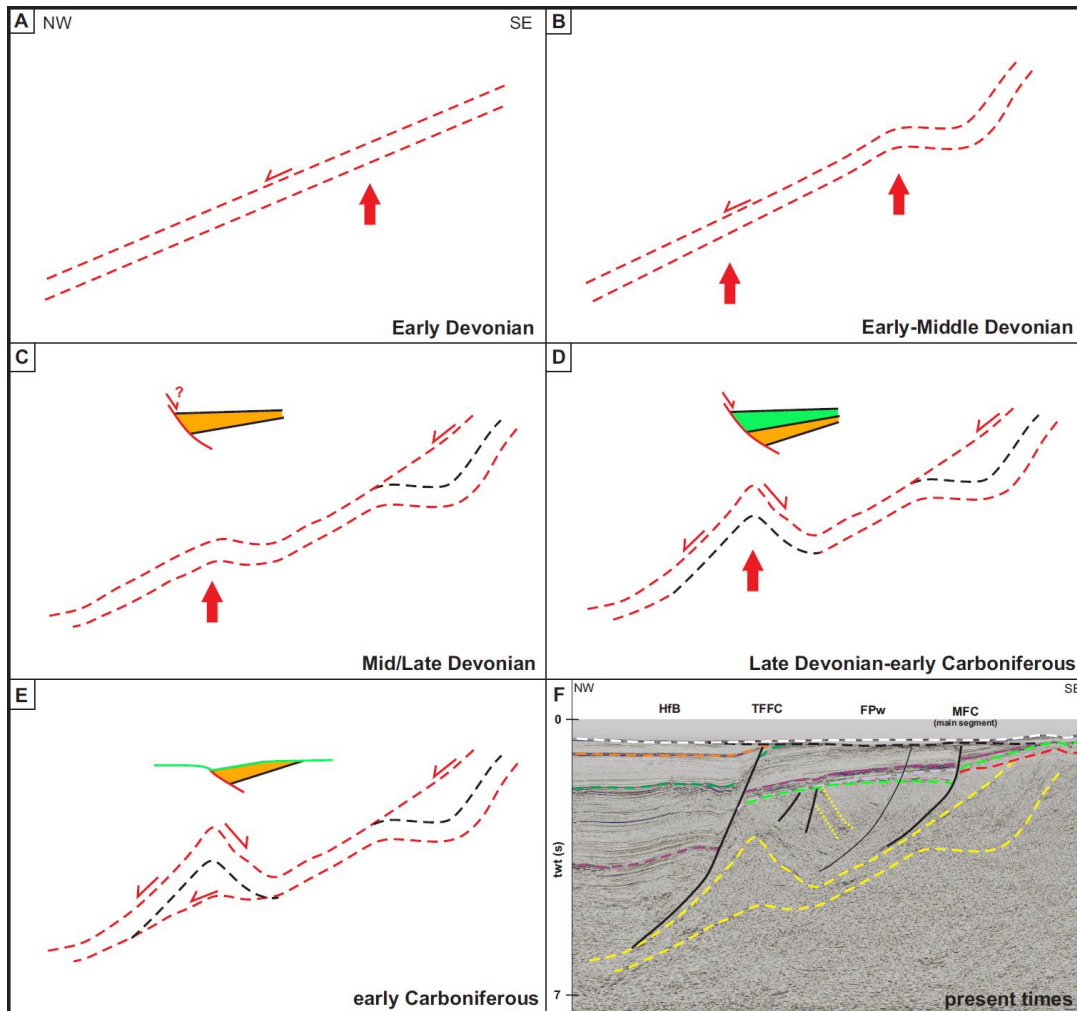 A NW SE
Early Devonian
B
Early-Middle Devonian
C
?
Mid/Late Devonian
D
Late Devonian-early Carboniferous
E
early Carboniferous
F NW SE
HfB TFFC FPw MFC
(main segment)
0
twt (s)
7
present times